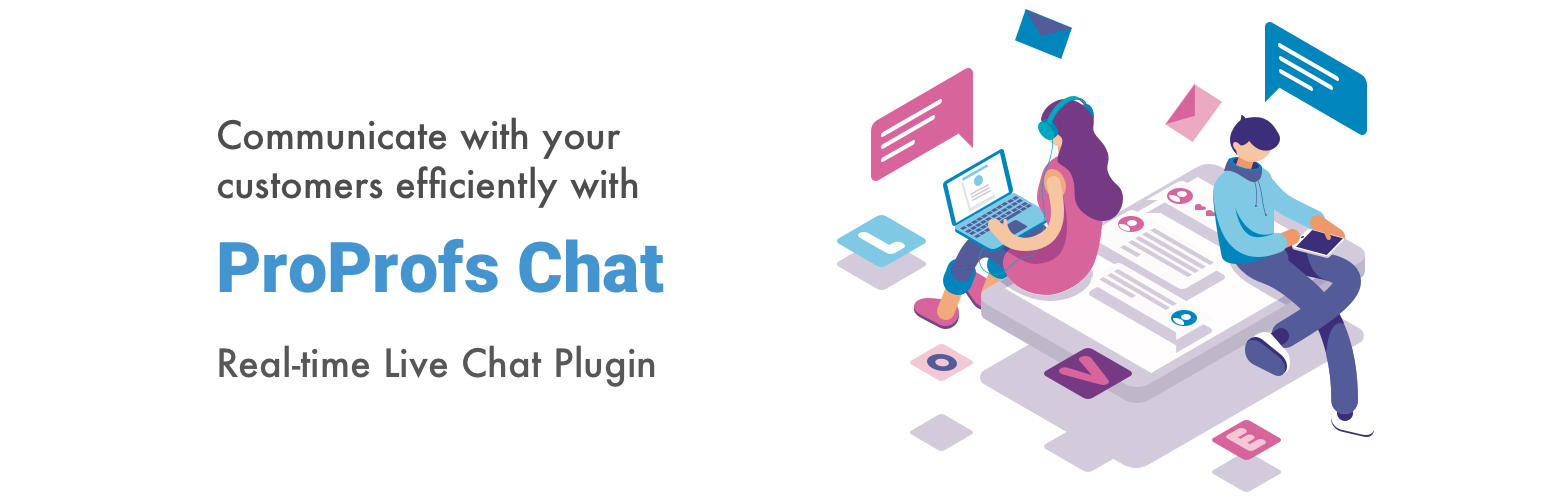 Communicate with your
customers efficiently with
ProProfs Chat
Real-time Live Chat Plugin
L
O
V
E